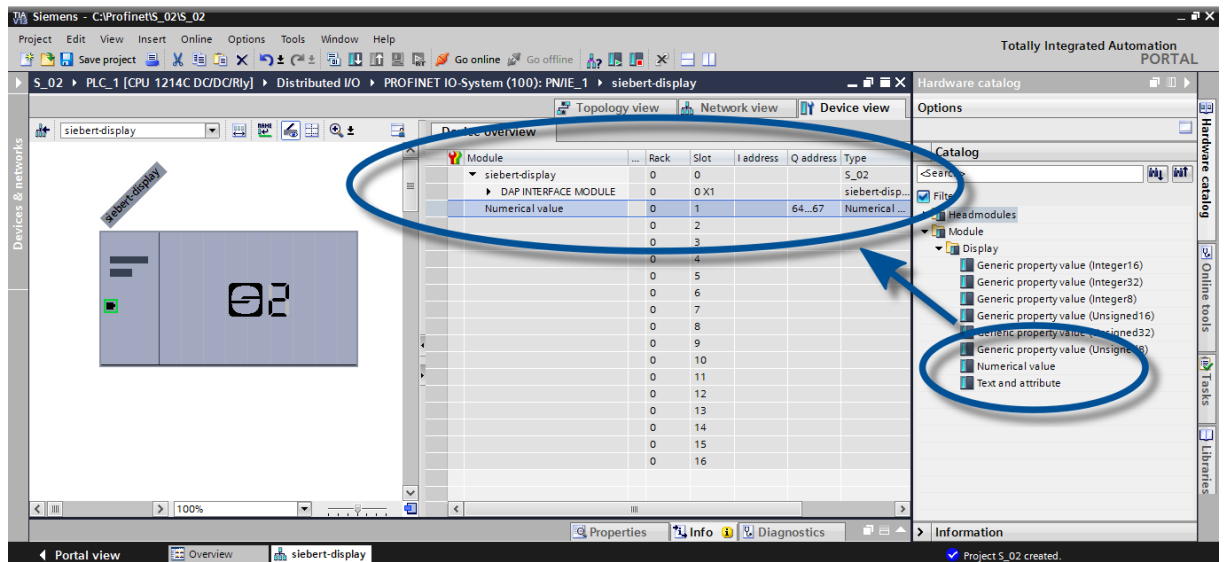 Siemens - C:\Profinet\S_02\S_02
Project Edit View Insert Online Options Tools Window Help
Totally Integrated Automation
PORTAL
Save project Go online Go offline
S_02 PLC_1 [CPU 1214C DC/DC/Rly] Distributed I/O PROFINET IO-System (100): PN/IE_1 siebert-display
Hardware catalog
Topology view Network view Device view
Options
siebert-display
Device overview
Catalog
Module ... Rack Slot I address Q address Type
<Search>
siebert-display 0 0 S_02
Filter
DAP INTERFACE MODULE 0 0 X1 siebert-disp...
Numerical value 0 1 64...67 Numerical ...
0 2
0 3
0 4
0 5
0 6
0 7
0 8
0 9
0 10
0 11
0 12
0 13
0 14
0 15
0 16
Headmodules
Module
Display
Generic property value (Integer16)
Generic property value (Integer32)
Generic property value (Integer8)
Generic property value (Unsigned16)
Generic property value (Unsigned32)
Generic property value (Unsigned8)
Numerical value
Text and attribute
siebert-display
S2
Devices & networks
Hardware catalog
Online tools
Tasks
Libraries
100%
Properties Info Diagnostics
Information
Portal view Overview siebert-display
Project S_02 created.